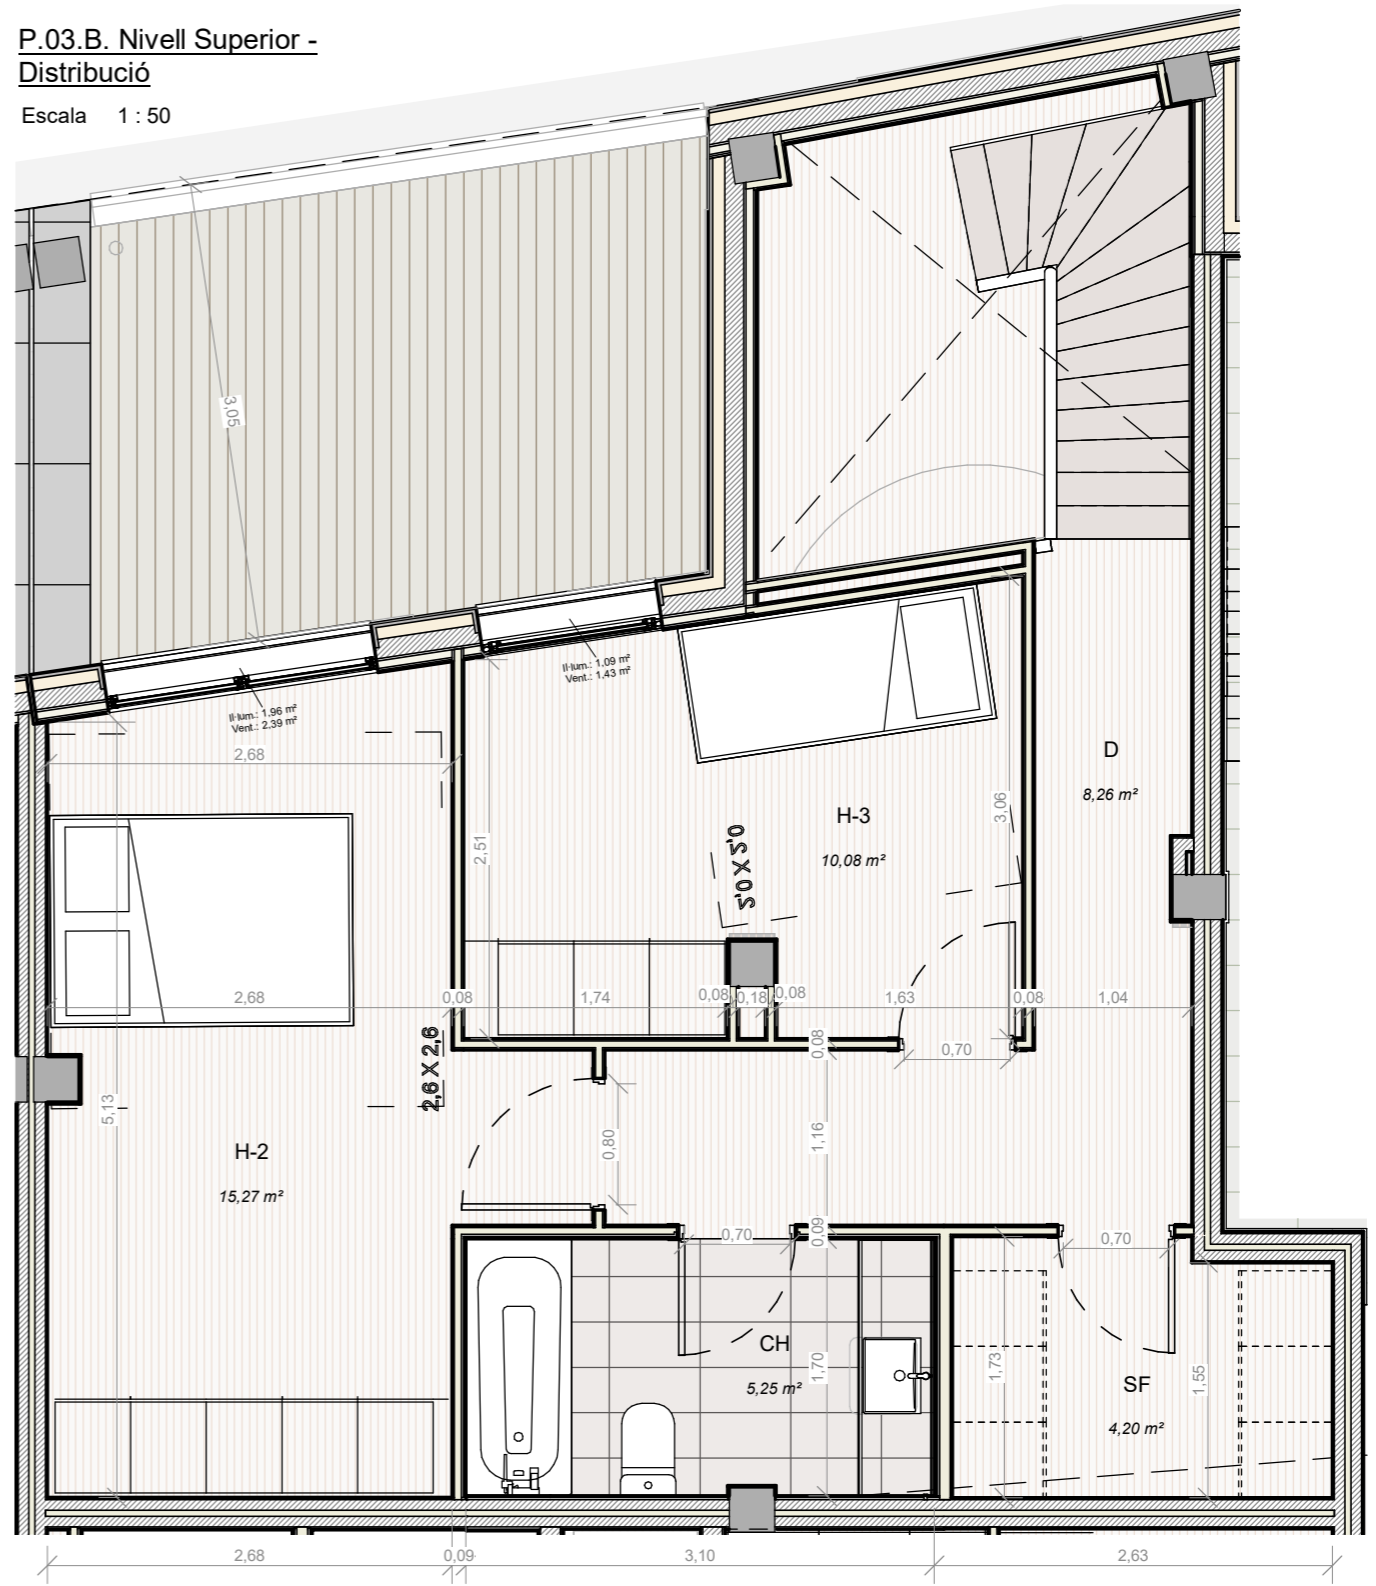 P.03.B. Nivell Superior -
Distribució
Escala 1 : 50
3,05
Il·lum.: 1,09 m²
Vent.: 1,43 m²
Il·lum.: 1,96 m²
Vent.: 2,39 m²
2,68
D
8,26 m²
2,51
3,06
H-3
10,08 m²
0,5 X 0,5
2,68
0,08
1,74
0,08
0,18
0,08
1,63
0,08
1,04
2,6 X 2,6
0,08
0,70
5,13
0,80
1,16
H-2
15,27 m²
0,70
0,09
0,70
CH
5,25 m²
1,70
1,73
SF
4,20 m²
1,55
2,68
0,09
3,10
2,63